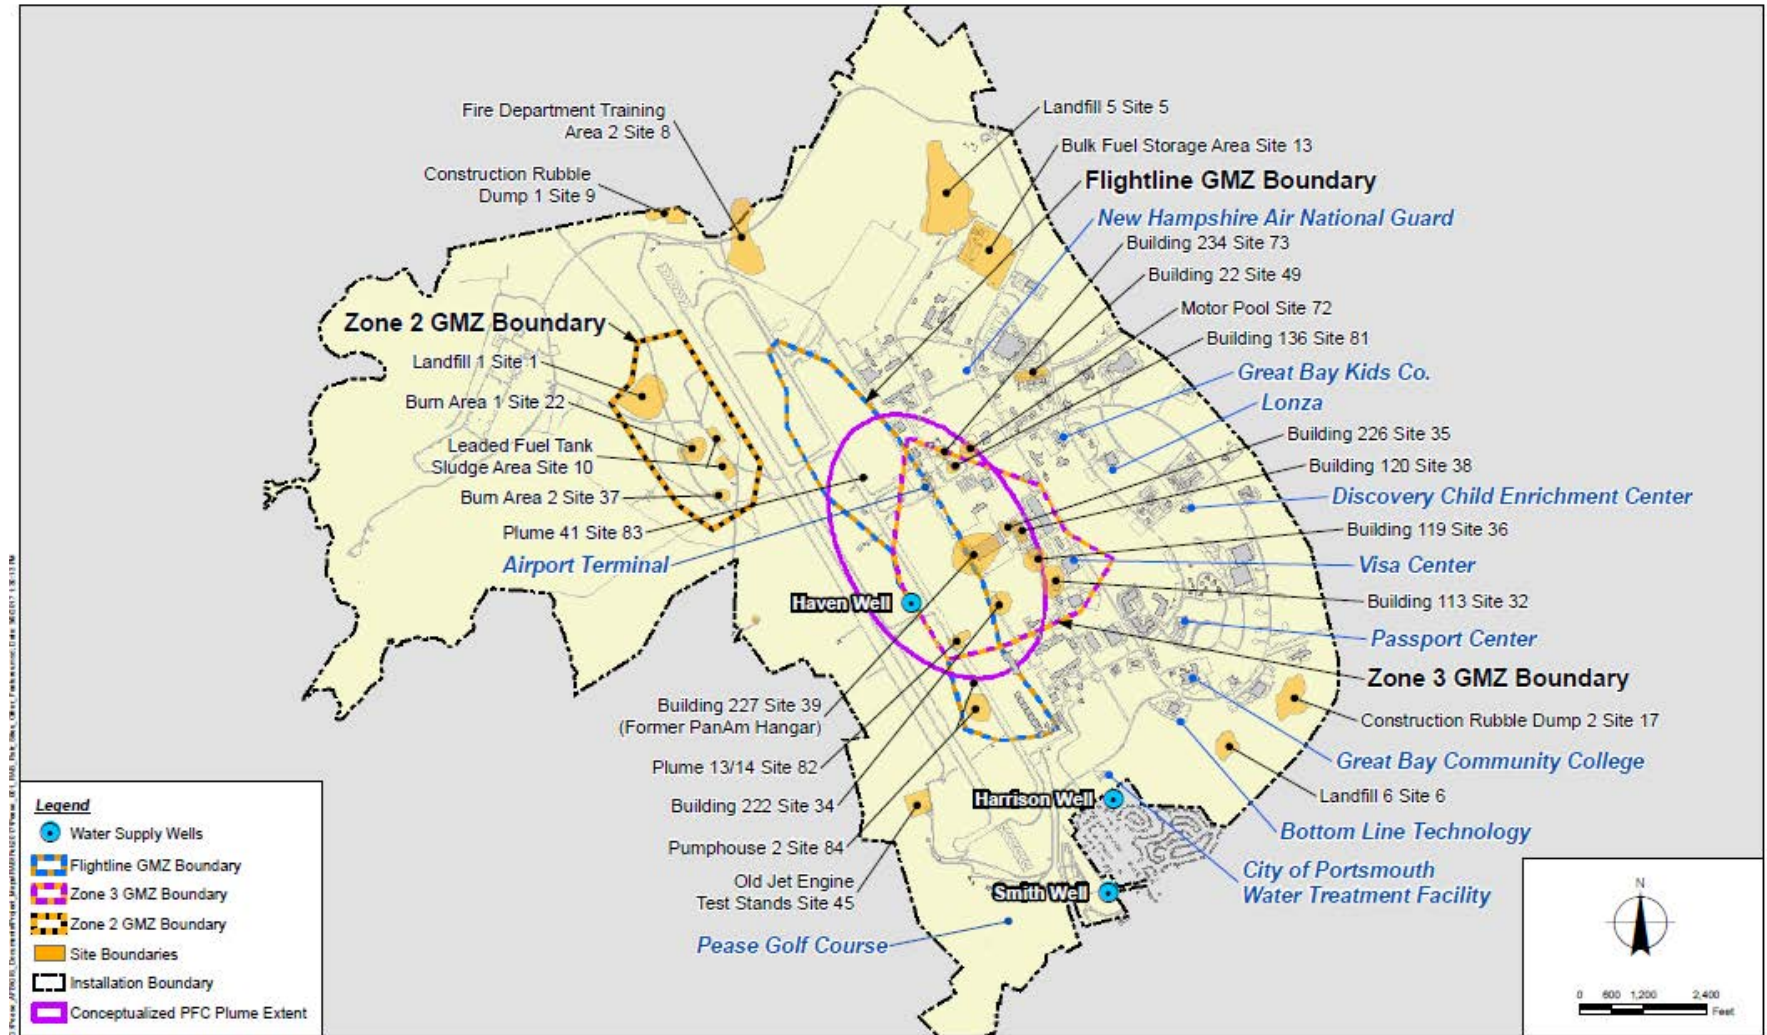 Landfill 5 Site 5
Fire Department Training
Area 2 Site 8
Bulk Fuel Storage Area Site 13
Construction Rubble
Dump 1 Site 9
Flightline GMZ Boundary
New Hampshire Air National Guard
Building 234 Site 73
Building 22 Site 49
Motor Pool Site 72
Zone 2 GMZ Boundary
Building 136 Site 81
Landfill 1 Site 1
Great Bay Kids Co.
Burn Area 1 Site 22
Lonza
Building 226 Site 35
Leaded Fuel Tank
Sludge Area Site 10
Building 120 Site 38
Burn Area 2 Site 37
Discovery Child Enrichment Center
Plume 41 Site 83
Building 119 Site 36
Airport Terminal
Visa Center
Haven Well
Building 113 Site 32
Passport Center
Zone 3 GMZ Boundary
Building 227 Site 39
(Former PanAm Hangar)
Construction Rubble Dump 2 Site 17
Plume 13/14 Site 82
Great Bay Community College
Building 222 Site 34
Harrison Well
Landfill 6 Site 6
Bottom Line Technology
Pumphouse 2 Site 84
City of Portsmouth
Water Treatment Facility
Old Jet Engine
Test Stands Site 45
Smith Well
Pease Golf Course
Legend
Water Supply Wells
Flightline GMZ Boundary
Zone 3 GMZ Boundary
Zone 2 GMZ Boundary
Site Boundaries
Installation Boundary
Conceptualized PFC Plume Extent
N
0 600 1,200 2,400
Feet